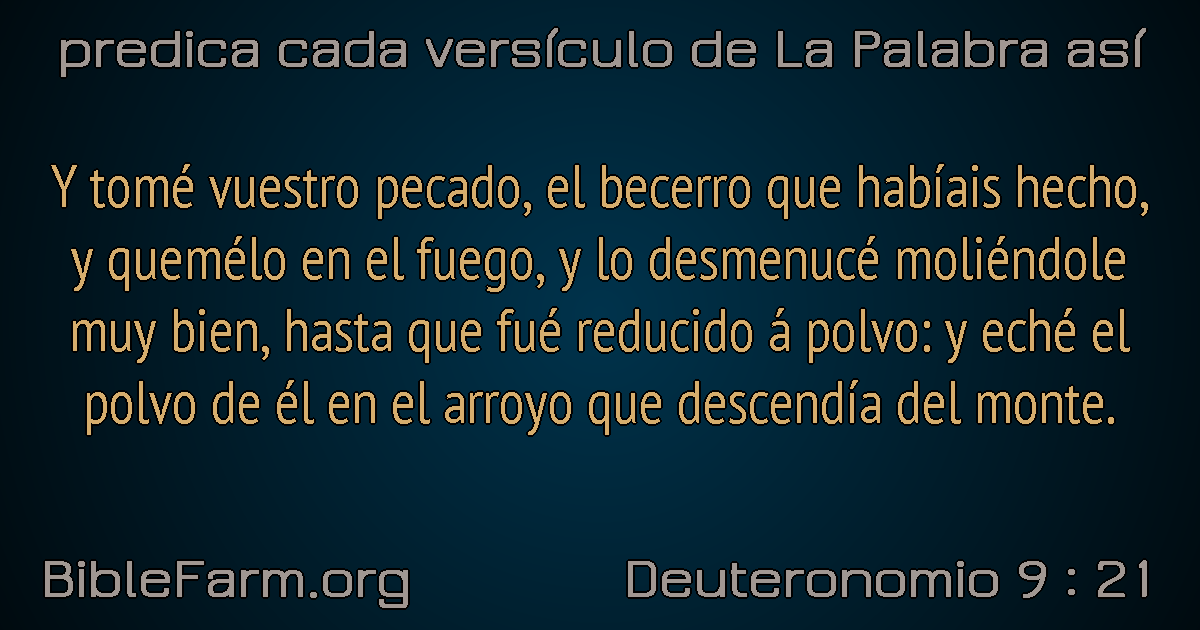 predica cada versículo de La Palabra así
Y tomé vuestro pecado, el becerro que habíais hecho,
y quemélo en el fuego, y lo desmenucé moliéndole
muy bien, hasta que fué reducido á polvo: y eché el
polvo de él en el arroyo que descendía del monte.
BibleFarm.org
Deuteronomio 9 : 21